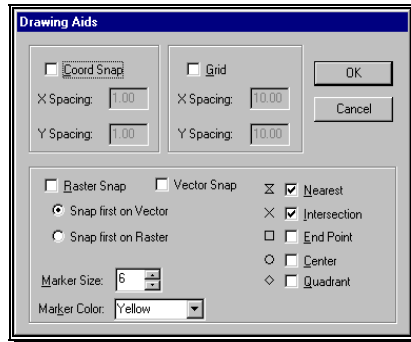 Drawing Aids
Coord Snap
X Spacing: 1.00
Y Spacing: 1.00
Grid
X Spacing: 10.00
Y Spacing: 10.00
OK
Cancel
Raster Snap Vector Snap
Snap first on Vector
Snap first on Raster
Marker Size: 6
Marker Color: Yellow
Nearest
Intersection
End Point
Center
Quadrant